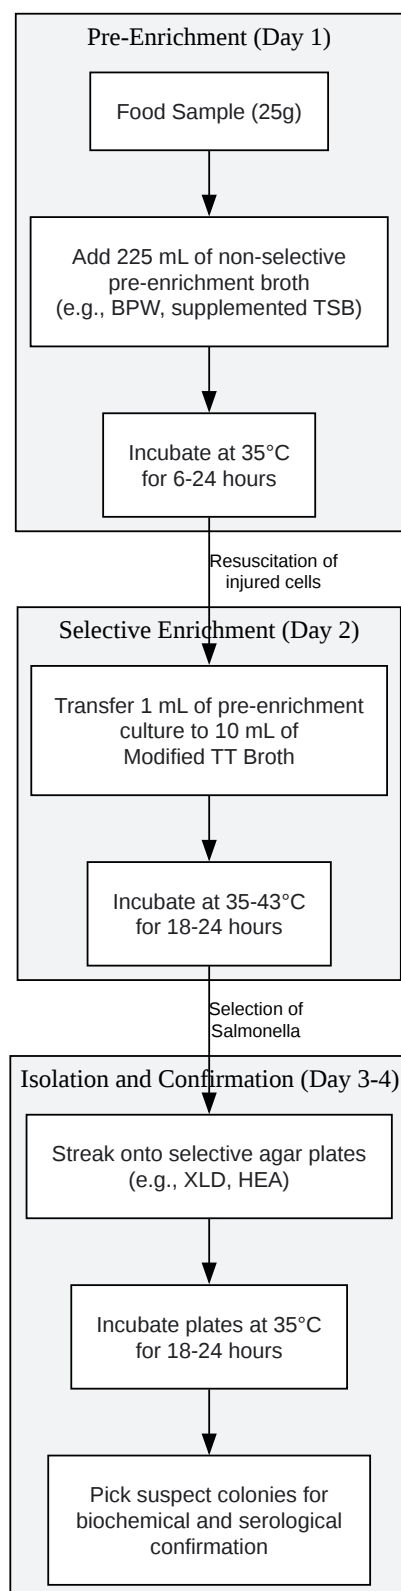 Pre-Enrichment (Day 1)
Food Sample (25g)
Add 225 mL of non-selective
pre-enrichment broth
(e.g., BPW, supplemented TSB)
Incubate at 35°C
for 6-24 hours
Resuscitation of
injured cells
Selective Enrichment (Day 2)
Transfer 1 mL of pre-enrichment
culture to 10 mL of
Modified TT Broth
Incubate at 35-43°C
for 18-24 hours
Selection of
Salmonella
Isolation and Confirmation (Day 3-4)
Streak onto selective agar plates
(e.g., XLD, HEA)
Incubate plates at 35°C
for 18-24 hours
Pick suspect colonies for
biochemical and serological
confirmation